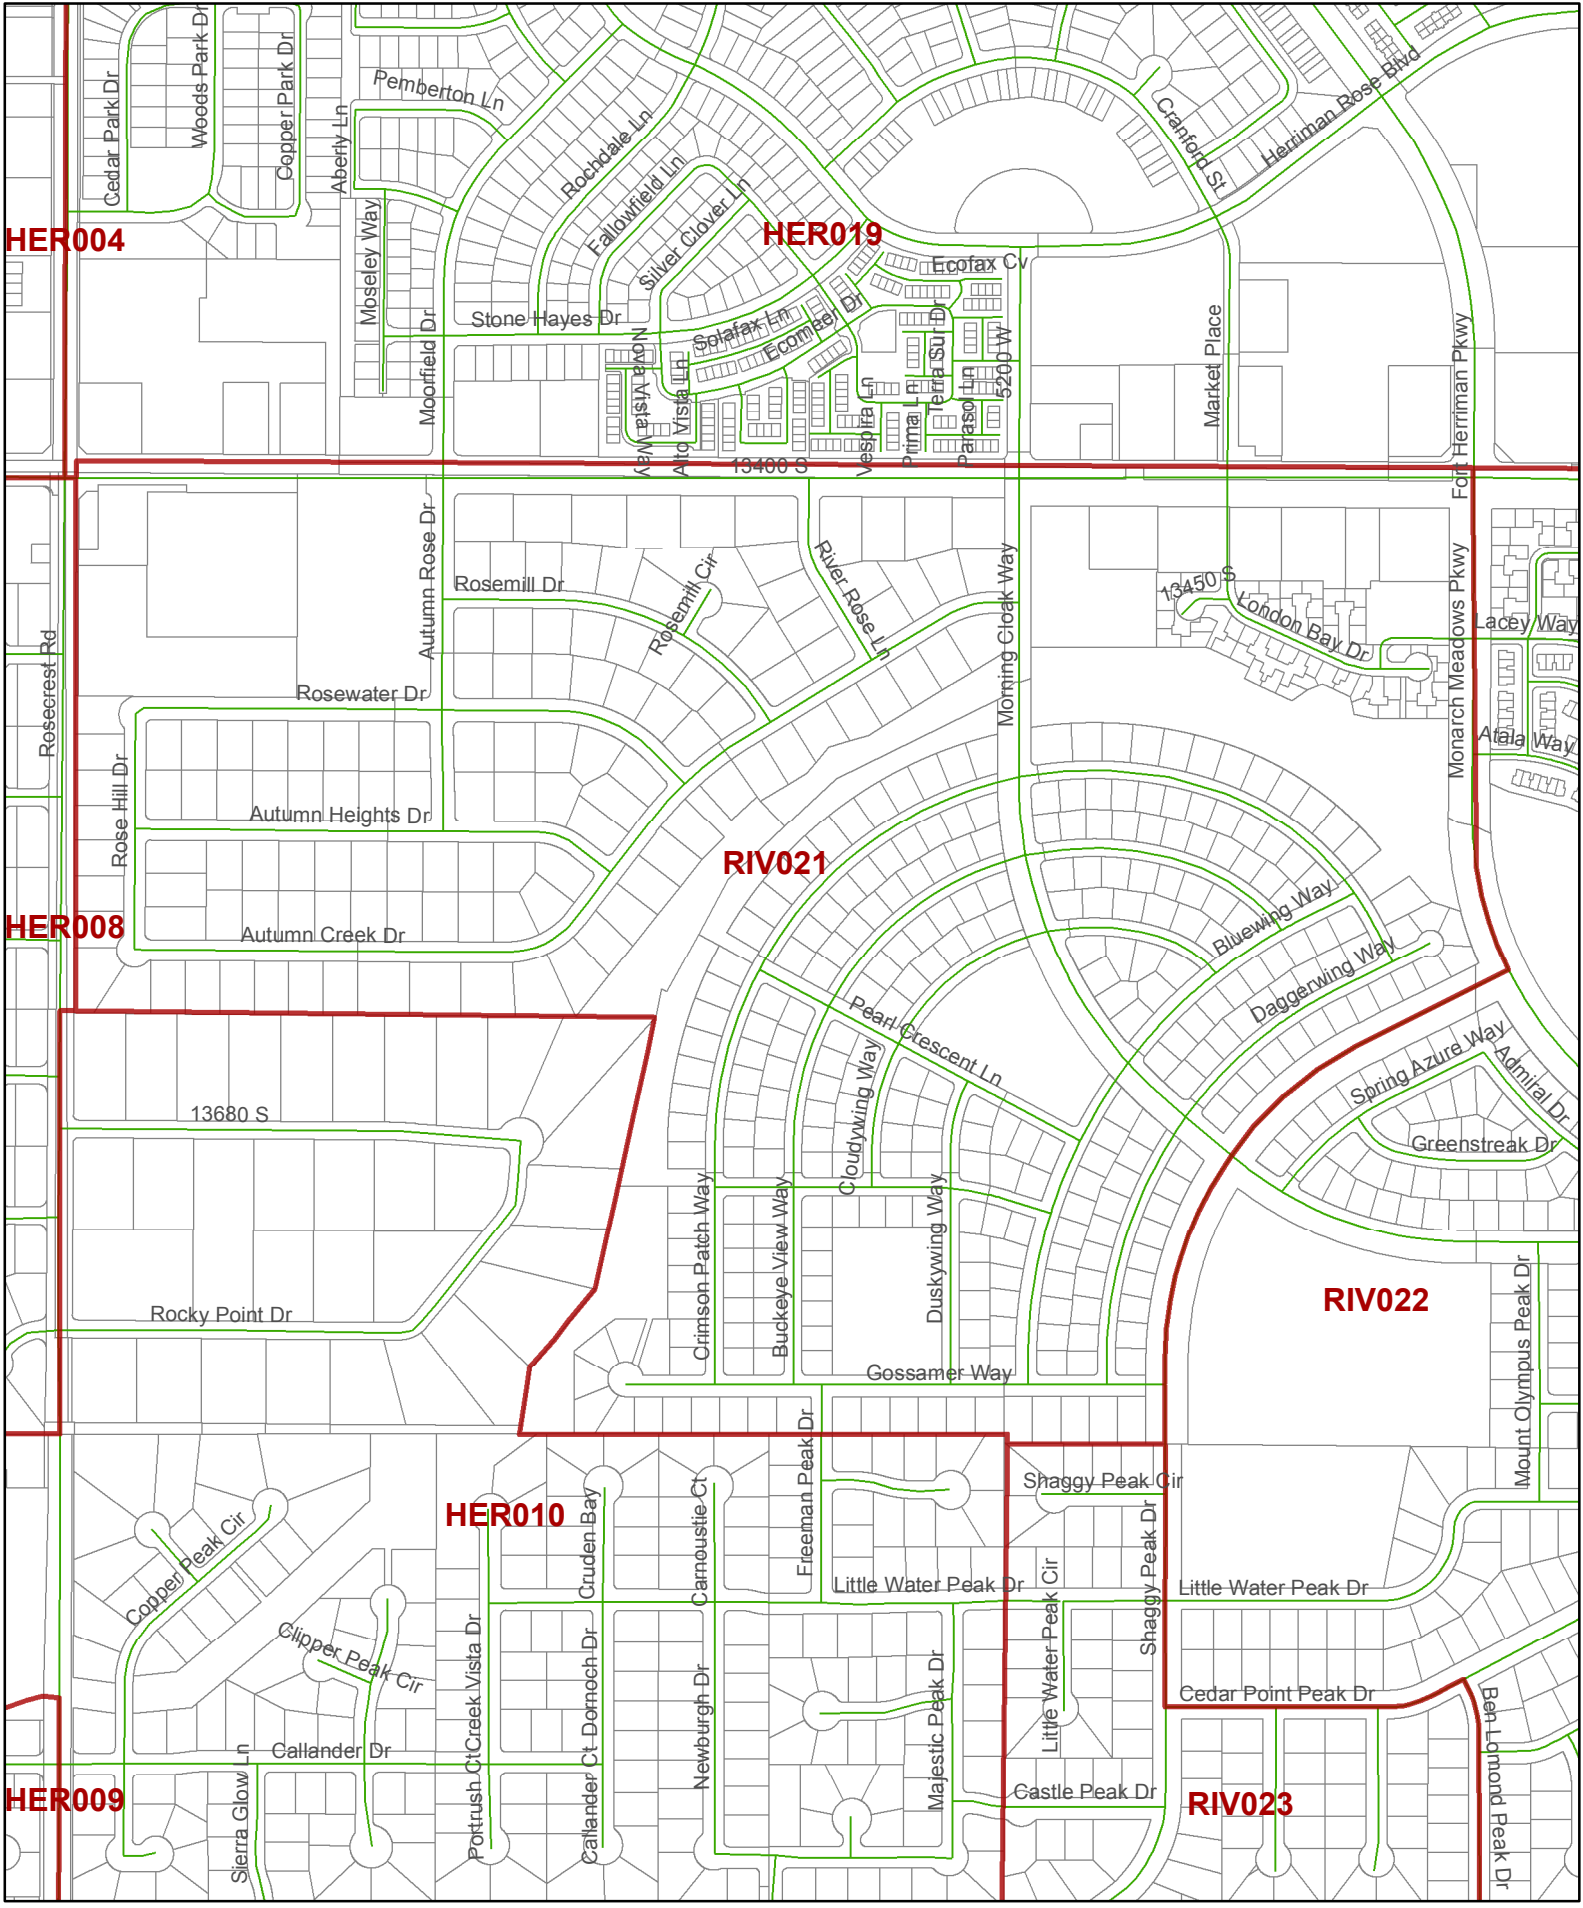 Cedar Park Dr
Woods Park Dr
Copper Park Dr
Aberly Ln
Pemberton Ln
Rochdale Ln
Fallowfield Ln
Silver Clover Ln
Cranford St
Herriman Rose Blvd
HER004
HER019
Moseley Way
Moorfield Dr
Stone Hayes Dr
Solafax Ln
Ecomeer Dr
Ecofax Cv
Nova Vista Way
Alto Vista Ln
Vespira Ln
Prima Ln
Terra Sur Dr
Parasol Ln
5200 W
Market Place
Fort Herriman Pkwy
13400 S
Rosecrest Rd
Autumn Rose Dr
Rosemill Dr
Rosemill Cir
River Rose Ln
Morning Cloak Way
13450 S
London Bay Dr
Monarch Meadows Pkwy
Lacey Way
Atala Way
Rosewater Dr
Rose Hill Dr
Autumn Heights Dr
RIV021
HER008
Autumn Creek Dr
Bluewing Way
Daggerwing Way
Pearl Crescent Ln
Cloudywing Way
Spring Azure Way
Admiral Dr
Greenstreak Dr
13680 S
Crimson Patch Way
Buckeye View Way
Duskywing Way
Rocky Point Dr
Gossamer Way
RIV022
Mount Olympus Peak Dr
Freeman Peak Dr
Shaggy Peak Cir
HER010
Cruden Bay
Carnoustie Ct
Copper Peak Cir
Little Water Peak Dr
Little Water Peak Cir
Shaggy Peak Dr
Little Water Peak Dr
Clipper Peak Cir
Portrush Ct
Creek Vista Dr
Callander Ct
Dornoch Dr
Newburgh Dr
Majestic Peak Dr
Cedar Point Peak Dr
Ben Lomond Peak Dr
Callander Dr
Sierra Glow Ln
Castle Peak Dr
HER009
RIV023